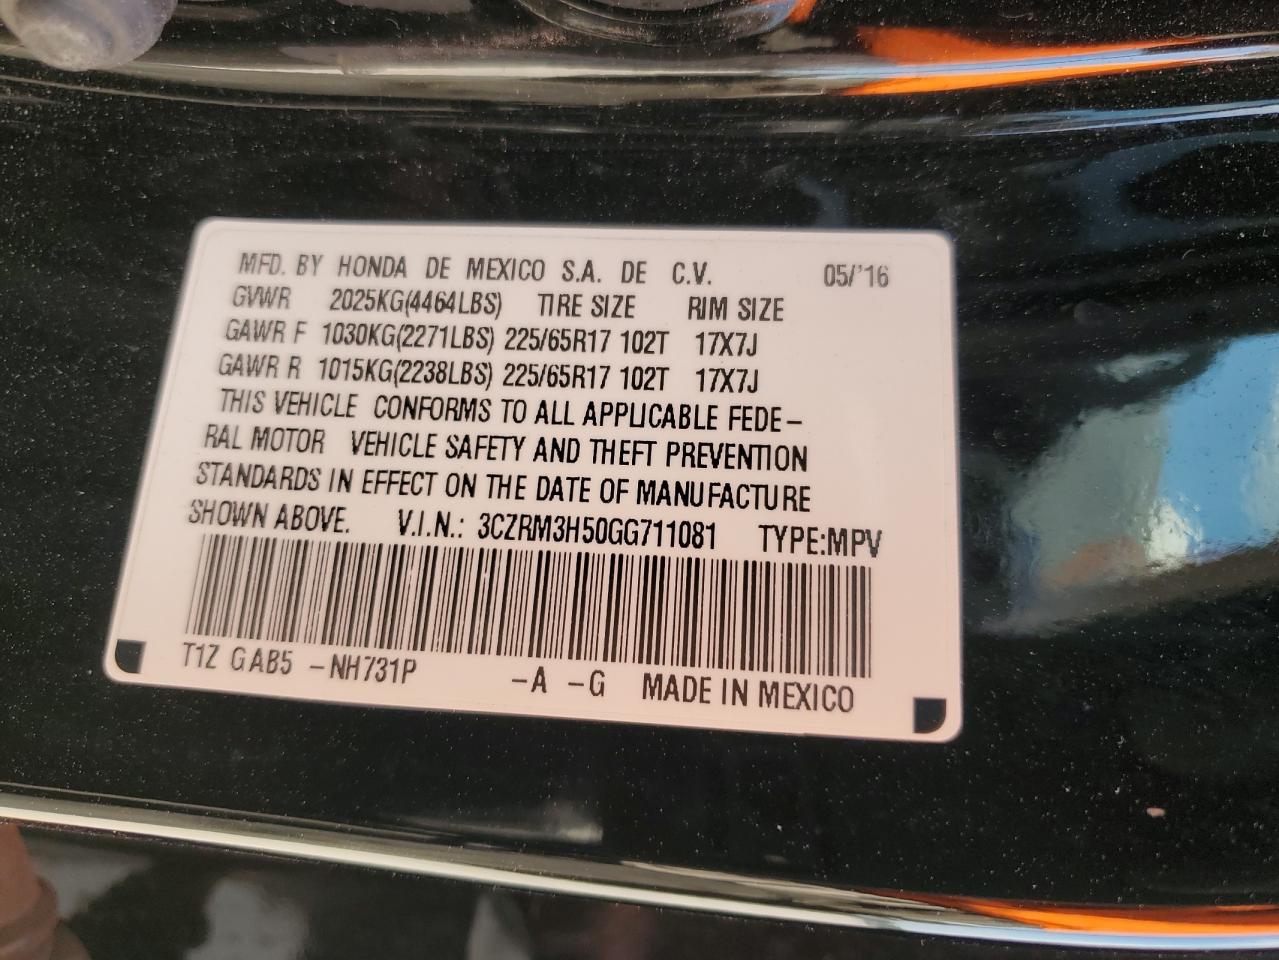 MFD. BY HONDA DE MEXICO S.A. DE C.V. 05/'16
GVWR 2025KG(4464LBS) TIRE SIZE RIM SIZE
GAWR F 1030KG(2271LBS) 225/65R17 102T 17X7J
GAWR R 1015KG(2238LBS) 225/65R17 102T 17X7J
THIS VEHICLE CONFORMS TO ALL APPLICABLE FEDE-
RAL MOTOR VEHICLE SAFETY AND THEFT PREVENTION
STANDARDS IN EFFECT ON THE DATE OF MANUFACTURE
SHOWN ABOVE. V.I.N.: 3CZRM3H50GG711081 TYPE:MPV
T1Z GAB5 -NH731P -A -G MADE IN MEXICO